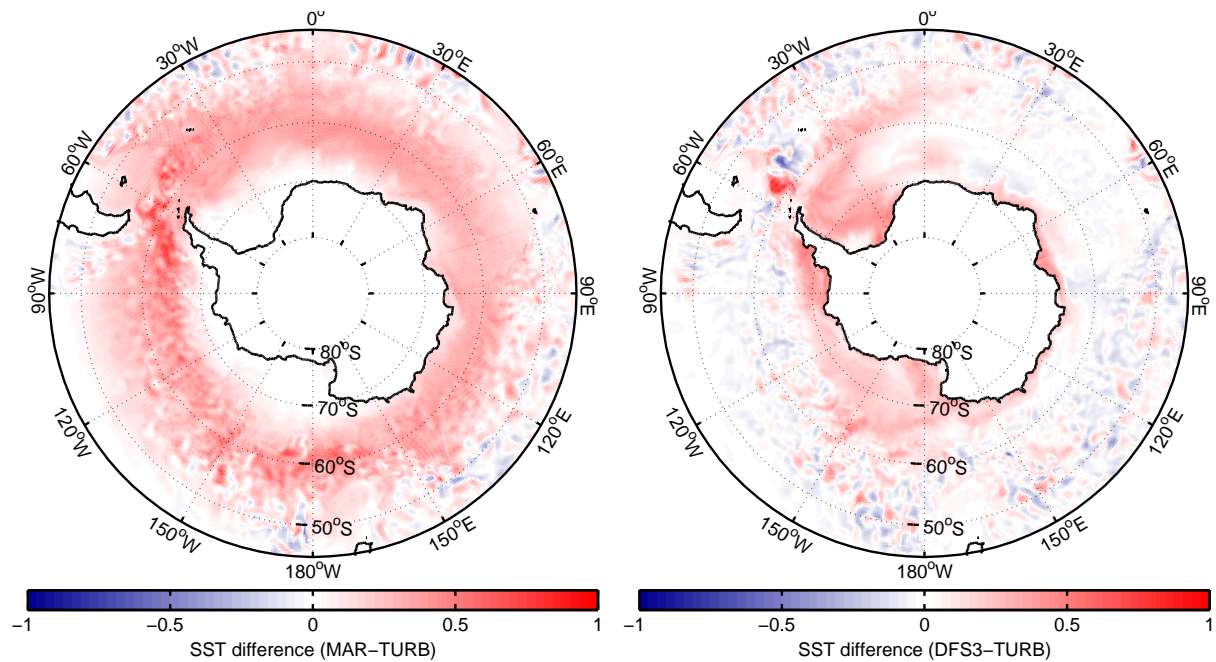 0°
30°W
30°E
60°W
60°E
90°W
90°E
80°S
70°S
120°W
120°E
60°S
50°S
150°W
150°E
180°W
−1 −0.5 0 0.5 1
SST difference (MAR−TURB)
0°
30°W
30°E
60°W
60°E
90°W
90°E
80°S
70°S
120°W
120°E
60°S
50°S
150°W
150°E
180°W
−1 −0.5 0 0.5 1
SST difference (DFS3−TURB)